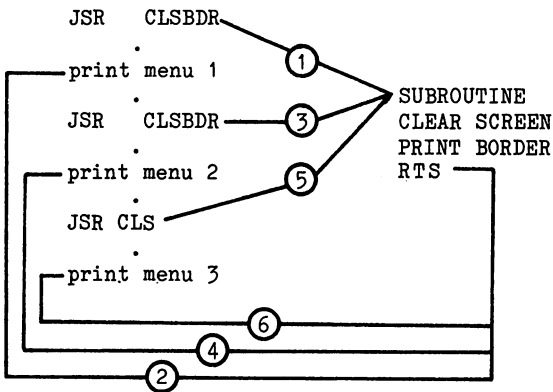 JSR CLSBDR
.
print menu 1
.
JSR CLSBDR
.
print menu 2
.
JSR CLS
.
print menu 3
1
3
5
SUBROUTINE
CLEAR SCREEN
PRINT BORDER
RTS
6
4
2